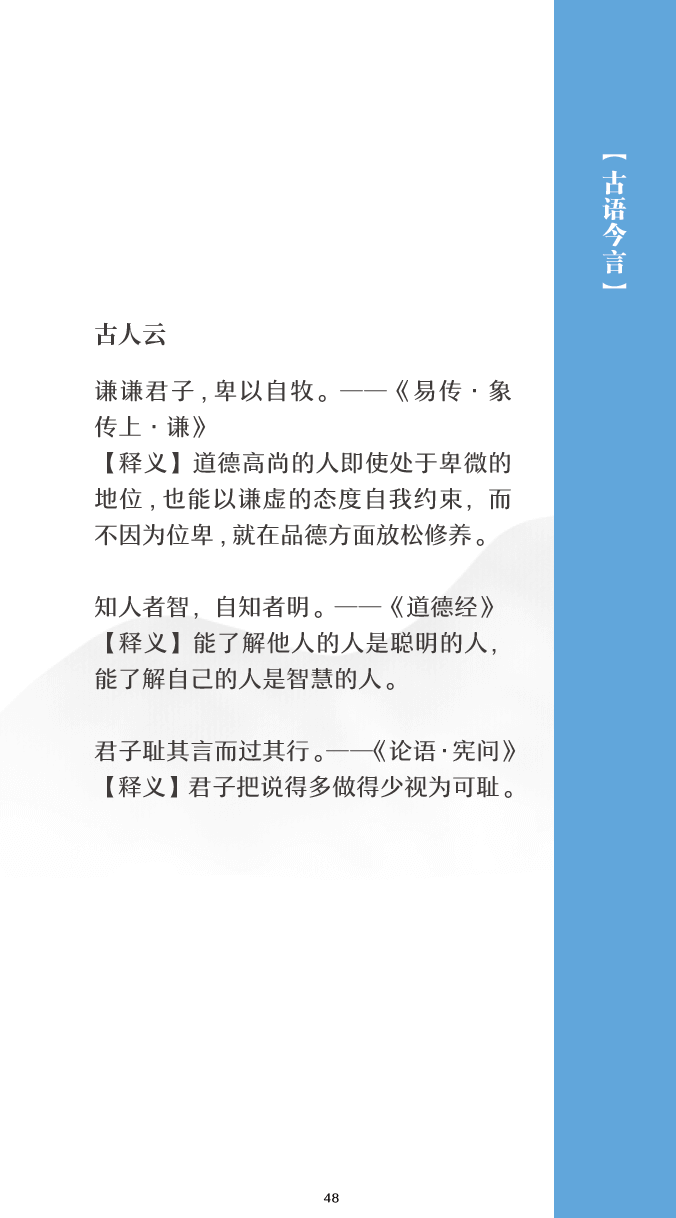 【古语今言】
古人云
谦谦君子，卑以自牧。——《易传·象
传上·谦》
【释义】道德高尚的人即使处于卑微的
地位，也能以谦虚的态度自我约束，而
不因为位卑，就在品德方面放松修养。
知人者智，自知者明。——《道德经》
【释义】能了解他人的人是聪明的人，
能了解自己的人是智慧的人。
君子耻其言而过其行。——《论语·宪问》
【释义】君子把说得多做得少视为可耻。
48